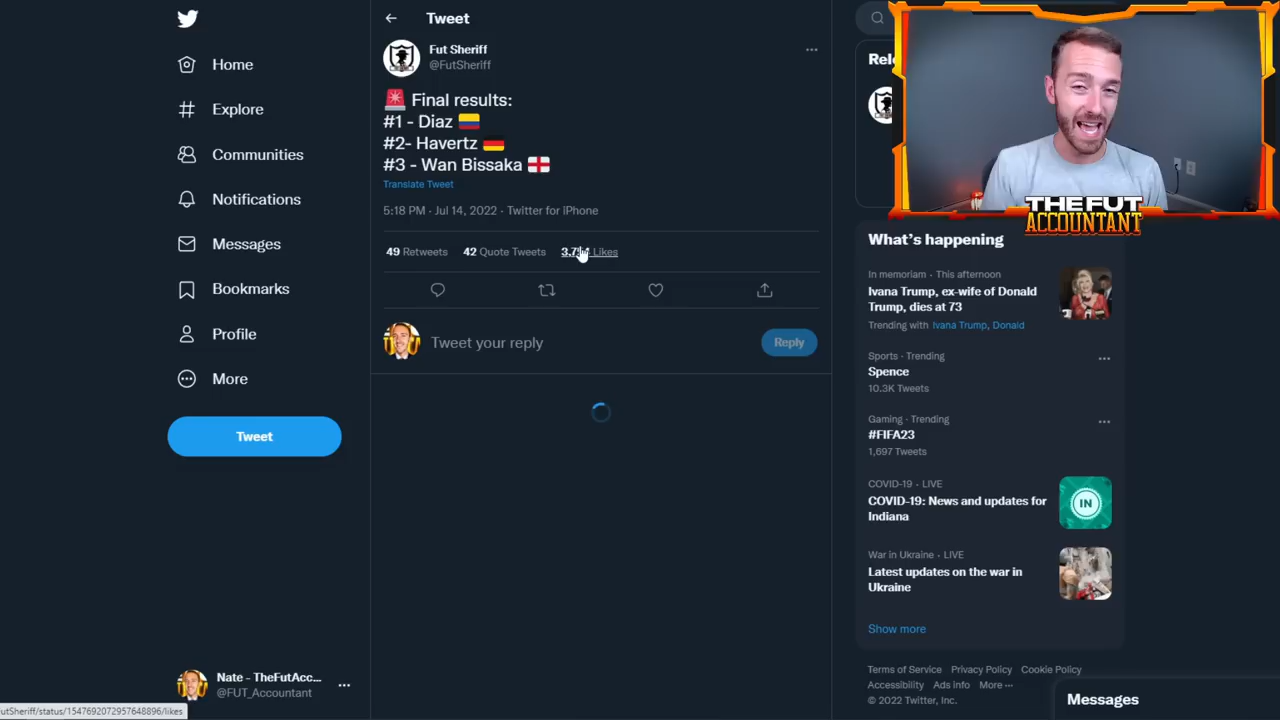 Home
Explore
Communities
Notifications
Messages
Bookmarks
Profile
More
Tweet
Nate - TheFutAcc...
@FUT_Accountant
Tweet
Fut Sheriff
@FutSheriff
Final results:
#1 - Diaz
#2- Havertz
#3 - Wan Bissaka
Translate Tweet
5:18 PM · Jul 14, 2022 · Twitter for iPhone
49 Retweets 42 Quote Tweets Likes
Tweet your reply
Reply
THE FUT
ACCOUNTANT
What's happening
In memoriam · This afternoon
Ivana Trump, ex-wife of Donald
Trump, dies at 73
Trending with Ivana Trump, Donald
Sports · Trending
Spence
10.3K Tweets
Gaming · Trending
#FIFA23
1,697 Tweets
COVID-19 · LIVE
COVID-19: News and updates for
Indiana
IN
War in Ukraine · LIVE
Latest updates on the war in
Ukraine
Show more
Terms of Service Privacy Policy Cookie Policy
Accessibility Ads info More ···
© 2022 Twitter, Inc.
Messages
utSheriff/status/1547692072957648896/likes